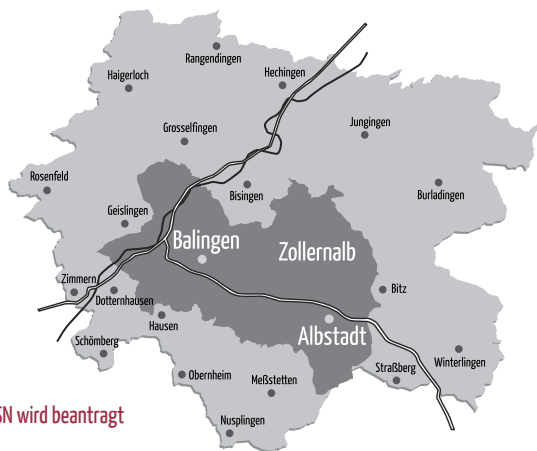 Rangendingen
Haigerloch
Hechingen
Jungingen
Grosselfingen
Rosenfeld
Bisingen
Burladingen
Geislingen
Balingen
Zollernalb
Zimmern
Dotternhausen
Bitz
Hausen
Albstadt
Schömberg
Obernheim
Meßstetten
Straßberg
Winterlingen
Nusplingen
SN wird beantragt